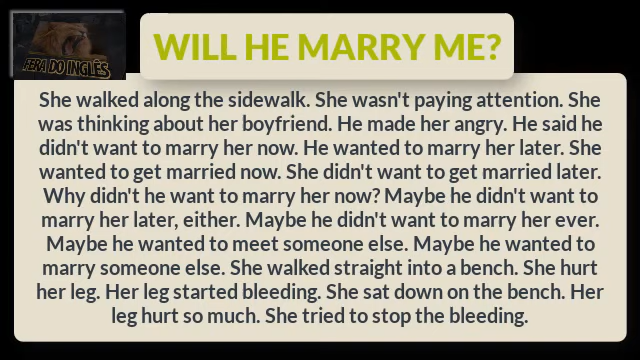 FERA DO INGLÊS
WILL HE MARRY ME?
She walked along the sidewalk. She wasn't paying attention. She
was thinking about her boyfriend. He made her angry. He said he
didn't want to marry her now. He wanted to marry her later. She
wanted to get married now. She didn't want to get married later.
Why didn't he want to marry her now? Maybe he didn't want to
marry her later, either. Maybe he didn't want to marry her ever.
Maybe he wanted to meet someone else. Maybe he wanted to
marry someone else. She walked straight into a bench. She hurt
her leg. Her leg started bleeding. She sat down on the bench. Her
leg hurt so much. She tried to stop the bleeding.